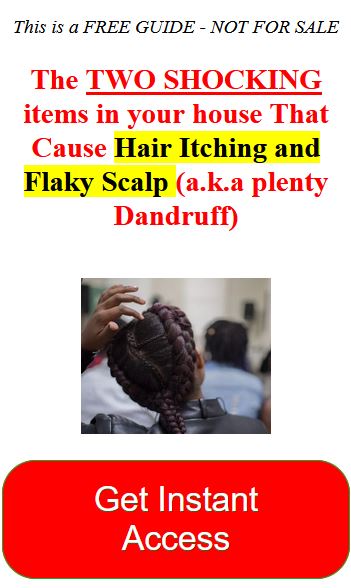 This is a FREE GUIDE - NOT FOR SALE
The TWO SHOCKING
items in your house That
Cause Hair Itching and
Flaky Scalp (a.k.a plenty
Dandruff)
Get Instant
Access